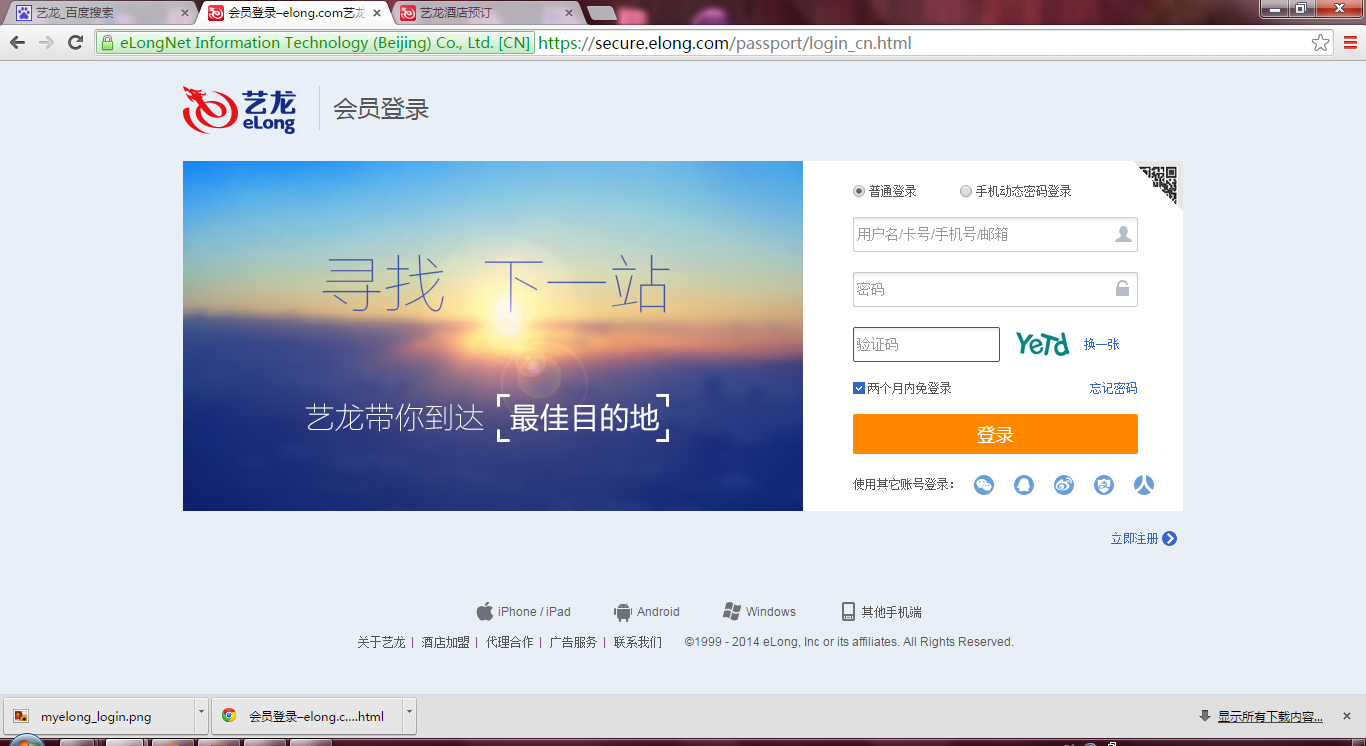 艺龙_百度搜索
会员登录–elong.com艺龙
艺龙酒店预订
eLongNet Information Technology (Beijing) Co., Ltd. [CN]
https://secure.elong.com/passport/login_cn.html
艺龙
eLong
会员登录
寻找 下一站
艺龙带你到达 最佳目的地
普通登录
手机动态密码登录
用户名/卡号/手机号/邮箱
密码
验证码
YeTd
换一张
两个月内免登录
忘记密码
登录
使用其它账号登录：
立即注册
iPhone / iPad
Android
Windows
其他手机端
关于艺龙 | 酒店加盟 | 代理合作 | 广告服务 | 联系我们 ©1999 - 2014 eLong, Inc or its affiliates. All Rights Reserved.
myelong_login.png
会员登录–elong.c....html
显示所有下载内容...